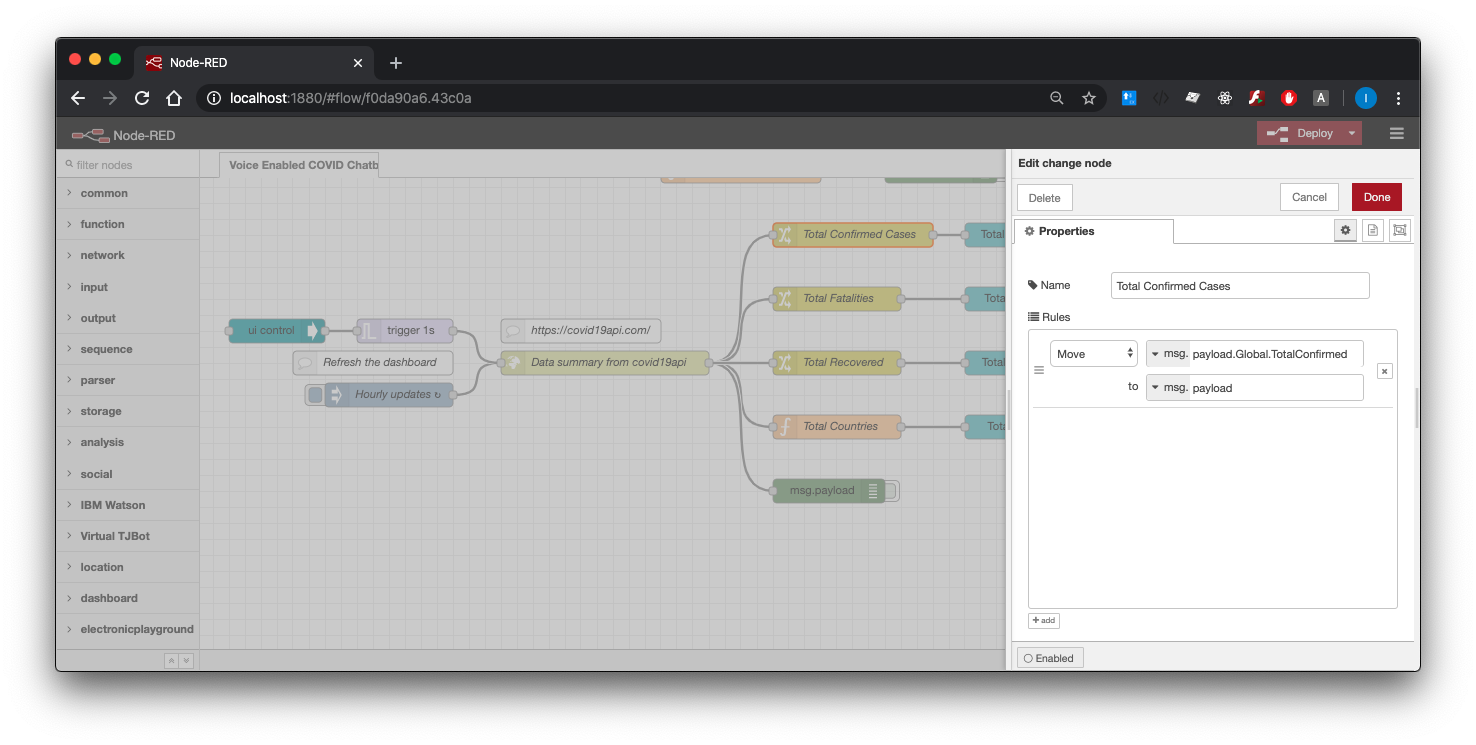 Node-RED
localhost:1880/#flow/f0da90a6.43c0a
A
I
Node-RED
Deploy
filter nodes
common
function
network
input
output
sequence
parser
storage
analysis
social
IBM Watson
Virtual TJBot
location
dashboard
electronicplayground
Voice Enabled COVID Chatb
ui control
trigger 1s
https://covid19api.com/
Refresh the dashboard
Data summary from covid19api
Hourly updates ↻
Total Confirmed Cases
Total
Total Fatalities
Tota
Total Recovered
Total
f
Total Countries
Tot
msg.payload
Edit change node
Delete
Cancel
Done
Properties
Name
Total Confirmed Cases
Rules
Move
msg. payload.Global.TotalConfirmed
to
msg. payload
+ add
Enabled